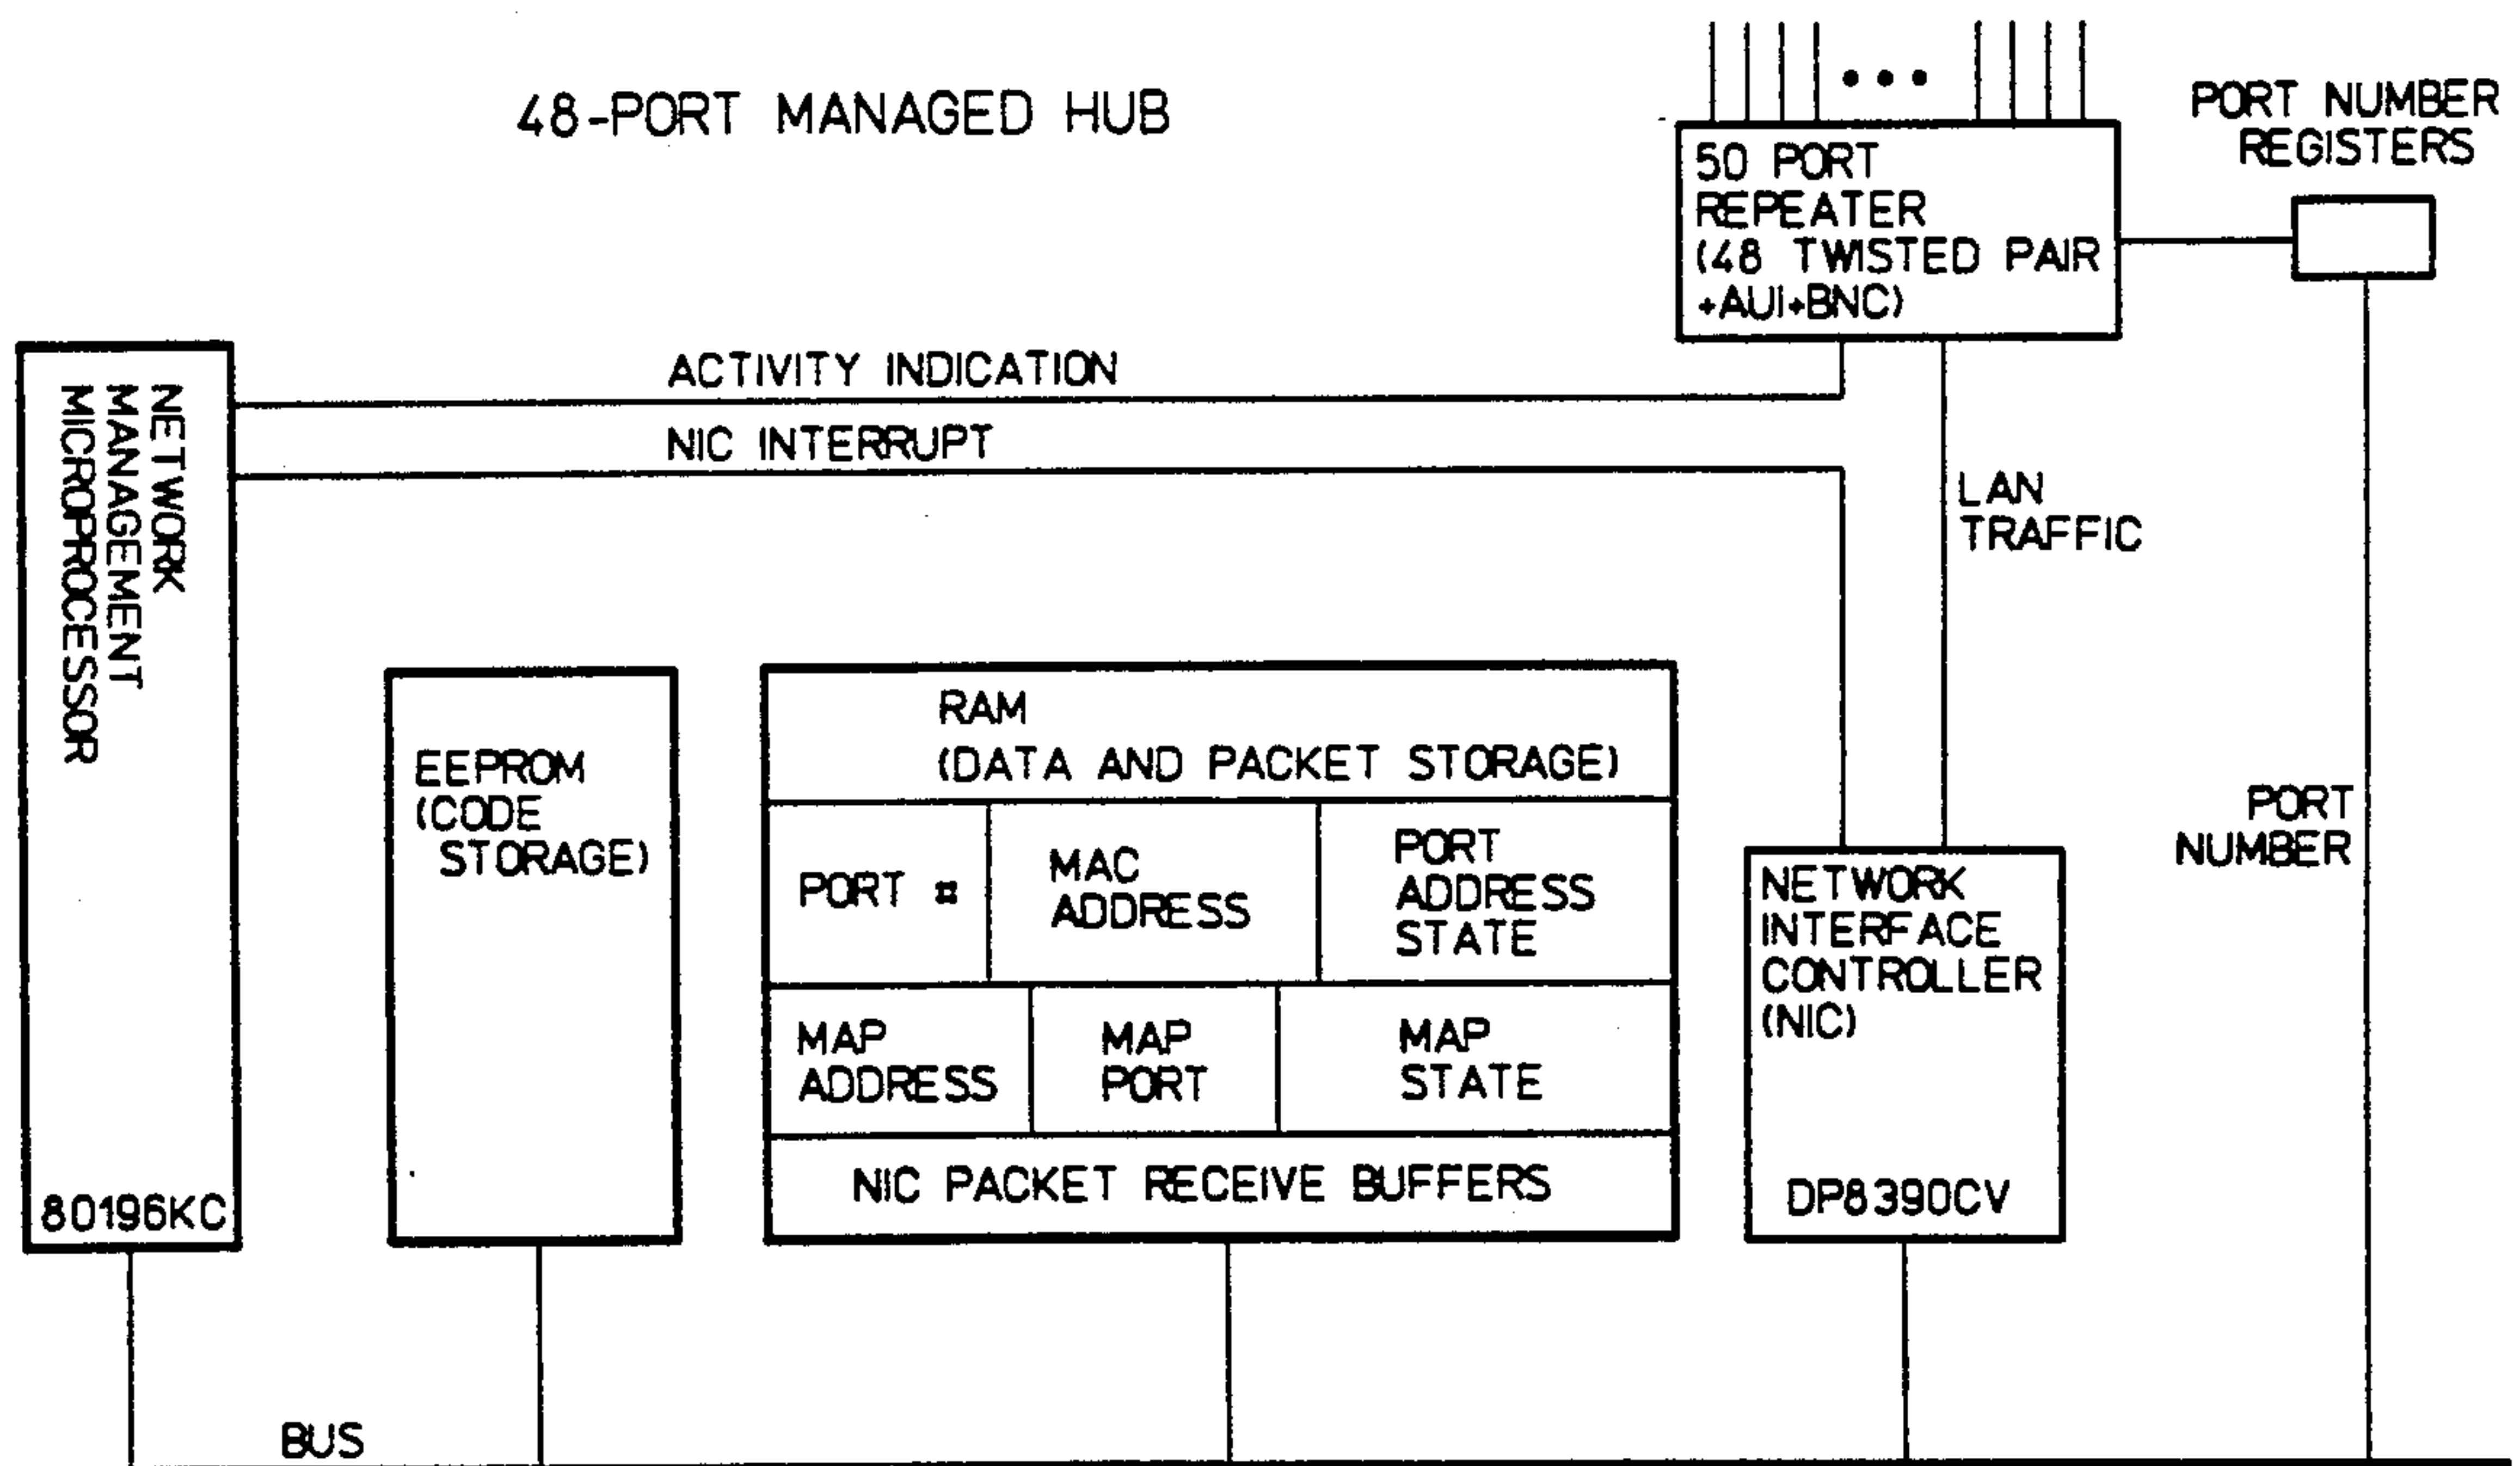 48-PORT MANAGED HUB
50 PORT
REPEATER
(48 TWISTED PAIR
+AUI+BNC)
PORT NUMBER
REGISTERS
ACTIVITY INDICATION
NIC INTERRUPT
LAN
TRAFFIC
NETWORK
MANAGEMENT
MICROPROCESSOR
80196KC
EEPROM
(CODE
STORAGE)
RAM
(DATA AND PACKET STORAGE)
PORT #
MAC
ADDRESS
PORT
ADDRESS
STATE
MAP
ADDRESS
MAP
PORT
MAP
STATE
NIC PACKET RECEIVE BUFFERS
NETWORK
INTERFACE
CONTROLLER
(NIC)
DP8390CV
PORT
NUMBER
BUS